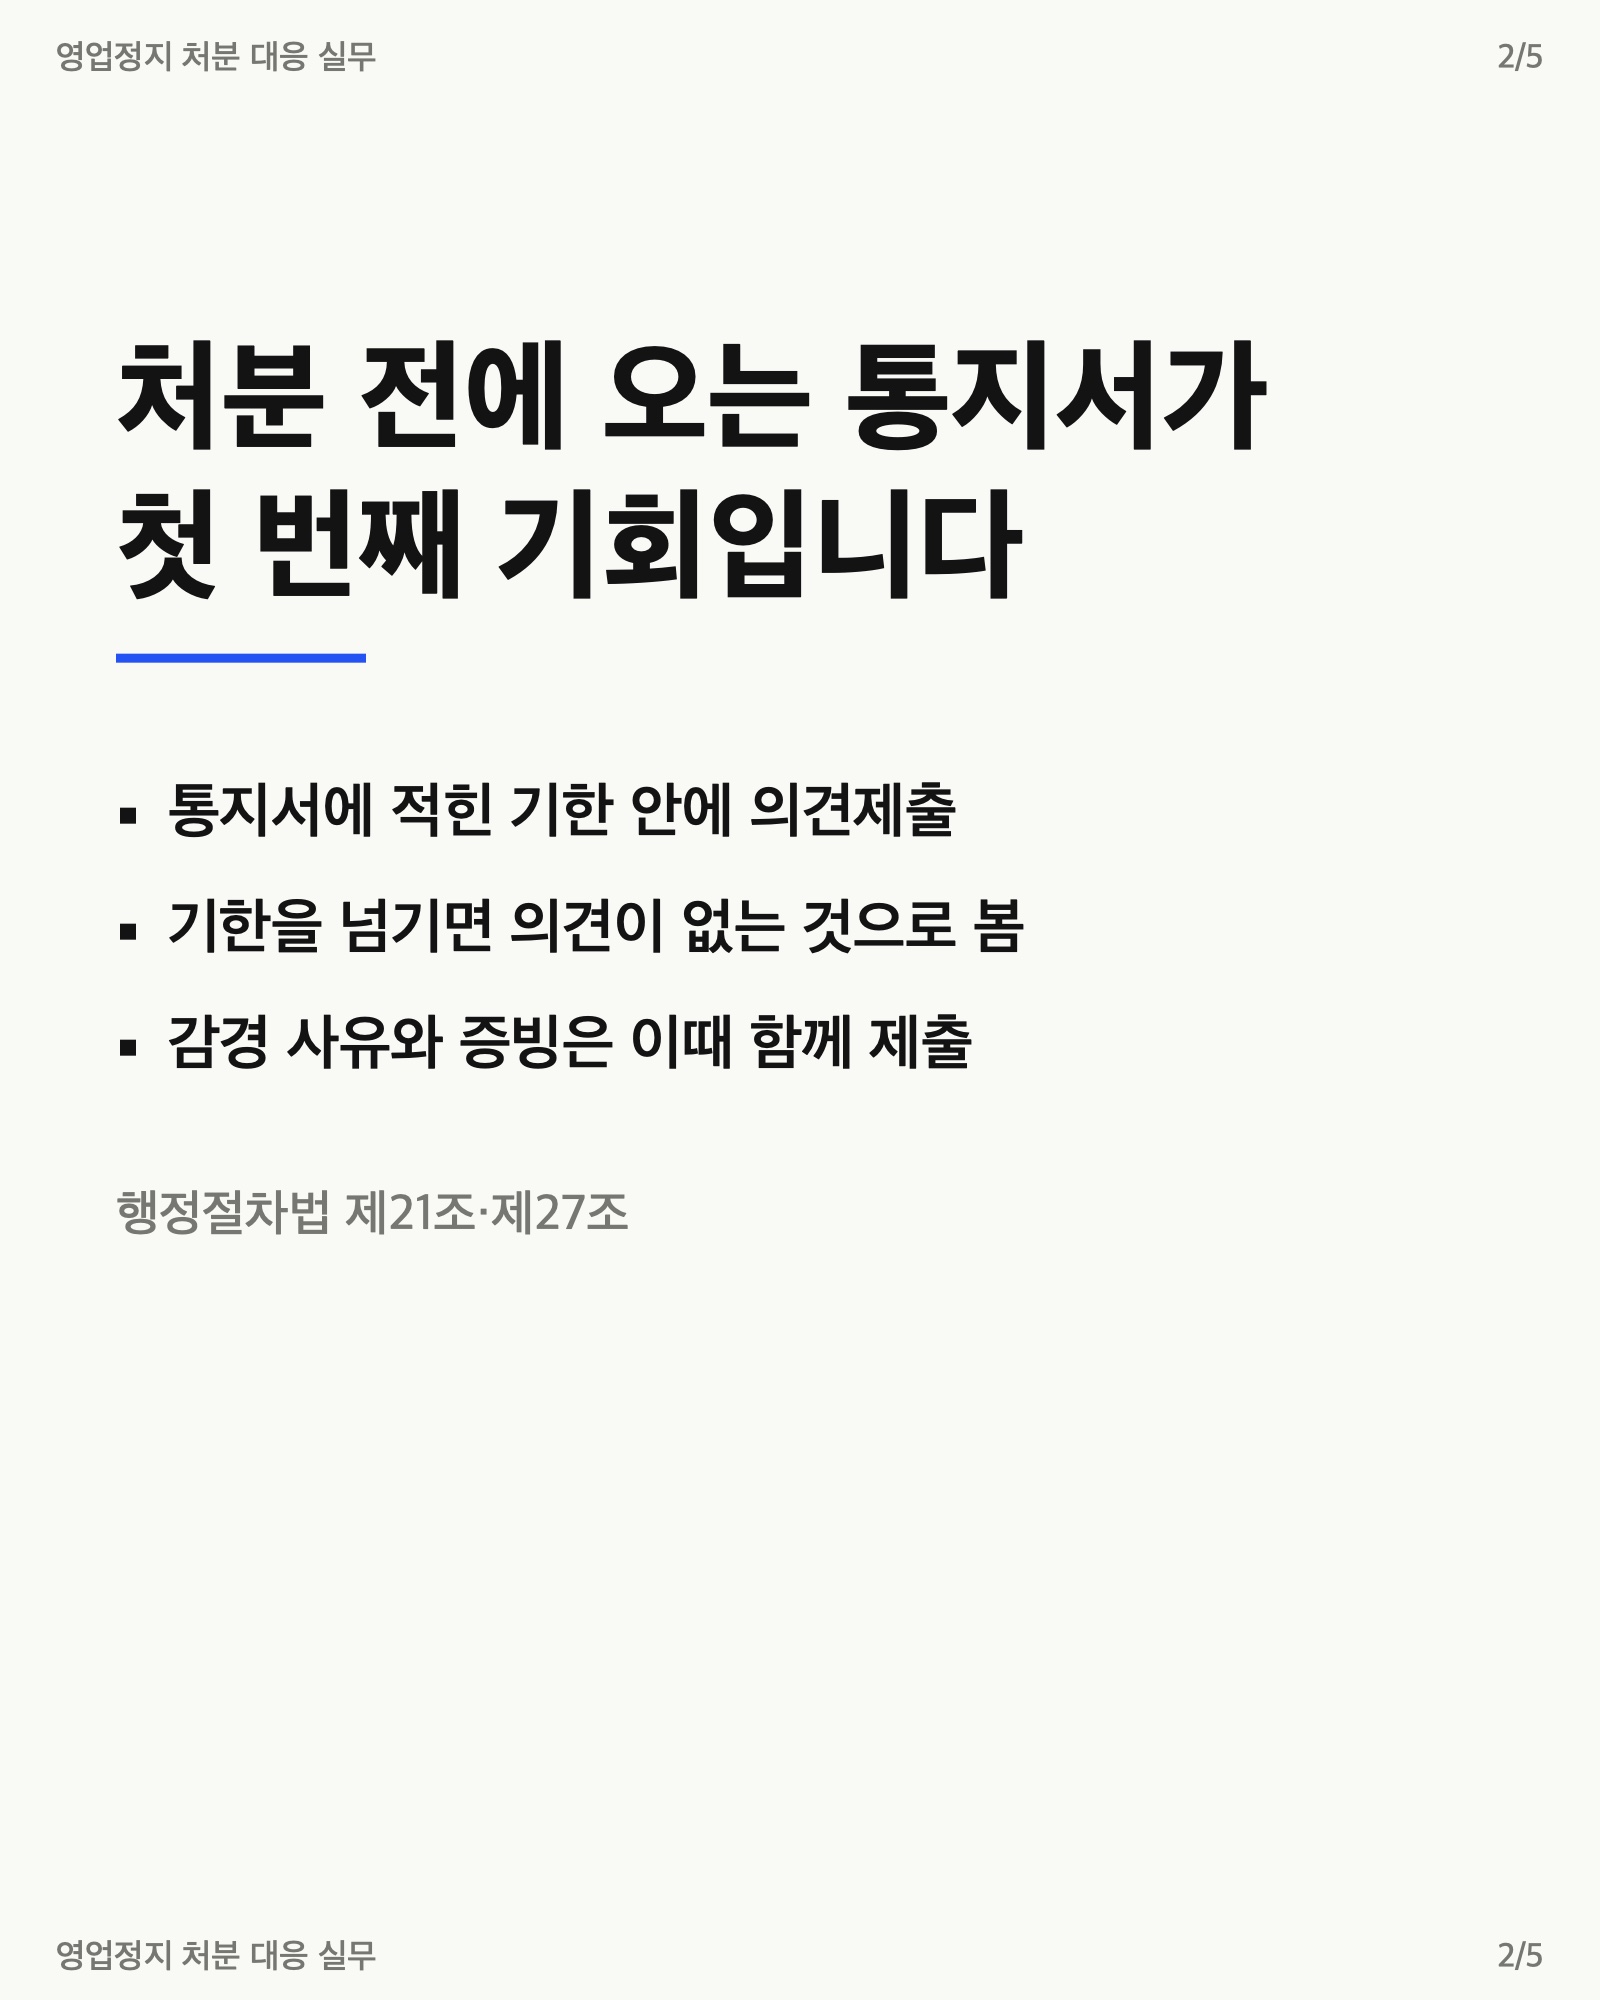 영업정지 처분 대응 실무
2/5
처분 전에 오는 통지서가
첫 번째 기회입니다
▪ 통지서에 적힌 기한 안에 의견제출
▪ 기한을 넘기면 의견이 없는 것으로 봄
▪ 감경 사유와 증빙은 이때 함께 제출
행정절차법 제21조·제27조
영업정지 처분 대응 실무
2/5